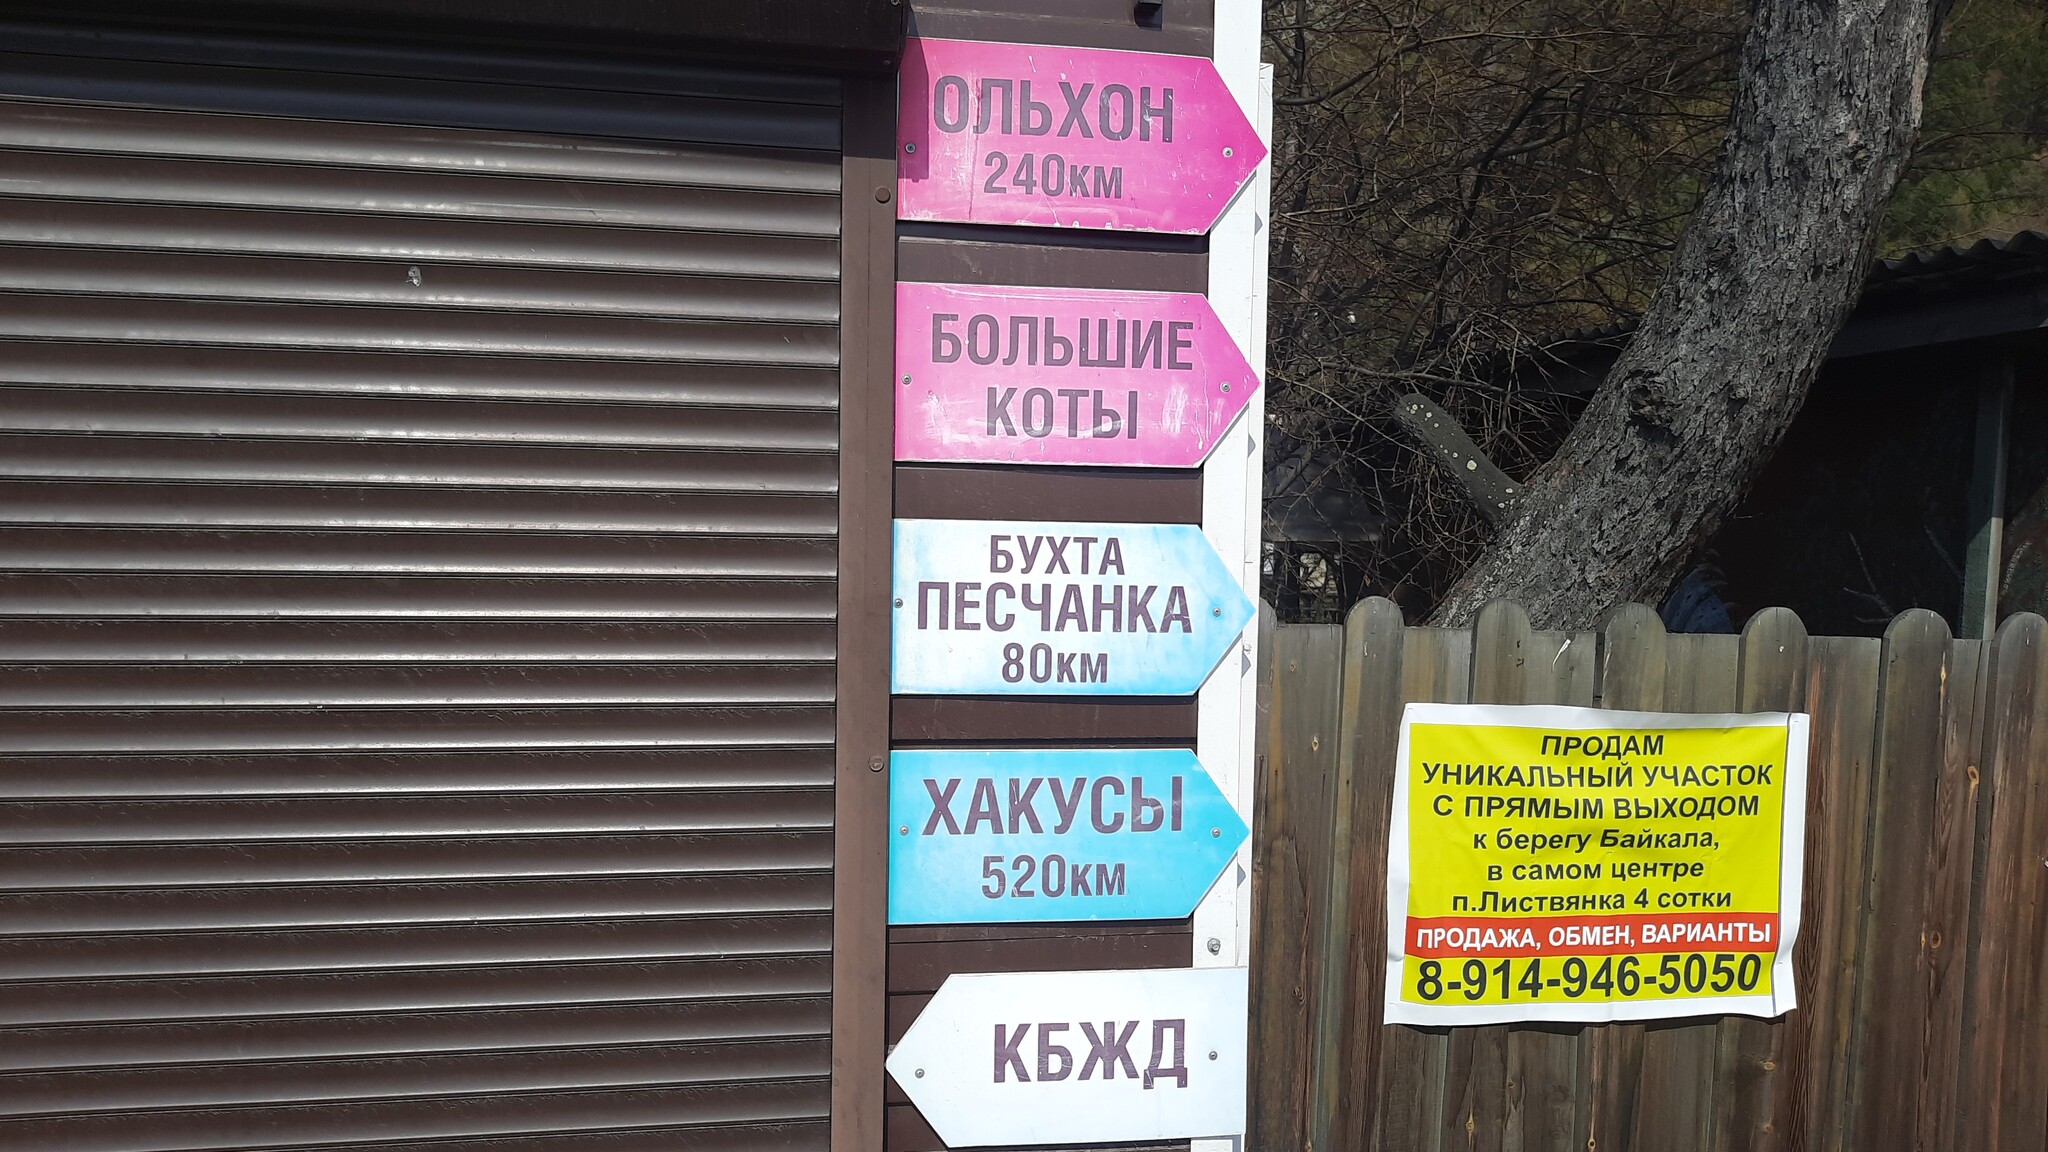 ОЛЬХОН
240км
БОЛЬШИЕ
КОТЫ
БУХТА
ПЕСЧАНКА
80км
ХАКУСЫ
520км
КБЖД
ПРОДАМ
УНИКАЛЬНЫЙ УЧАСТОК
С ПРЯМЫМ ВЫХОДОМ
к берегу Байкала,
в самом центре
п.Листвянка 4 сотки
ПРОДАЖА, ОБМЕН, ВАРИАНТЫ
8-914-946-5050